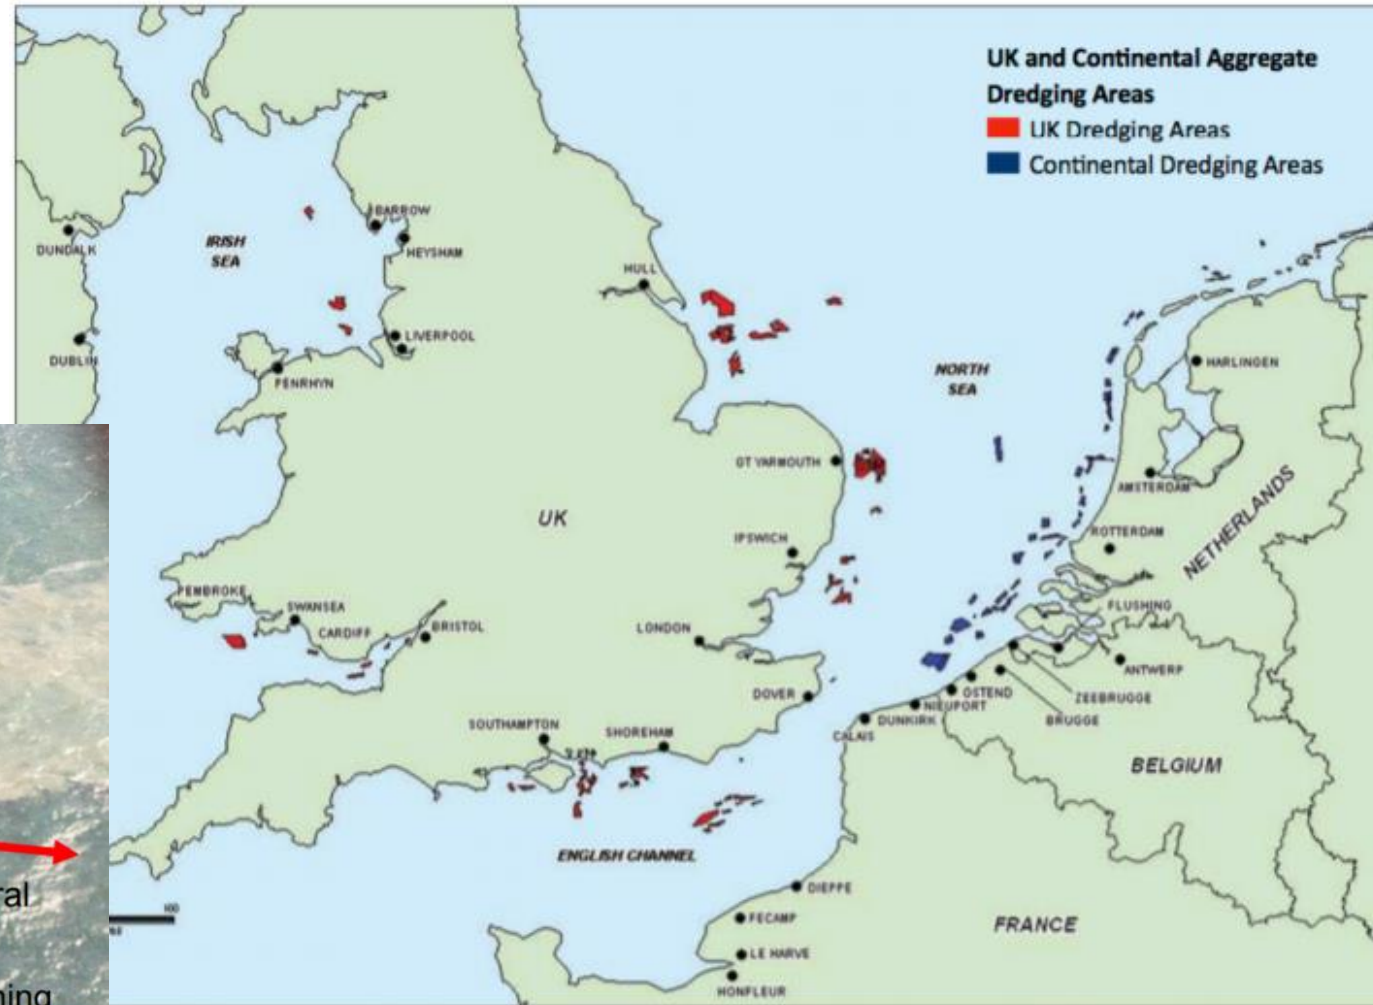 UK and Continental Aggregate
Dredging Areas
UK Dredging Areas
Continental Dredging Areas
BARROW
DUNDALK
IRISH
SEA
HEYSHAM
HULL
LIVERPOOL
DUBLIN
PENRHYN
NORTH
SEA
HARLINGEN
GT YARMOUTH
AMSTERDAM
UK
IPSWICH
ROTTERDAM
NETHERLANDS
PEMBROKE
SWANSEA
CARDIFF
BRISTOL
LONDON
FLUSHING
ANTWERP
DOVER
ZEEBRUGGE
OSTEND
NIEUPORT
BRUGGE
DUNKIRK
CALAIS
SOUTHAMPTON
SHOREHAM
BELGIUM
ENGLISH CHANNEL
DIEPPE
ral
100
FECAMP
FRANCE
LE HARVE
HONFLEUR
ning